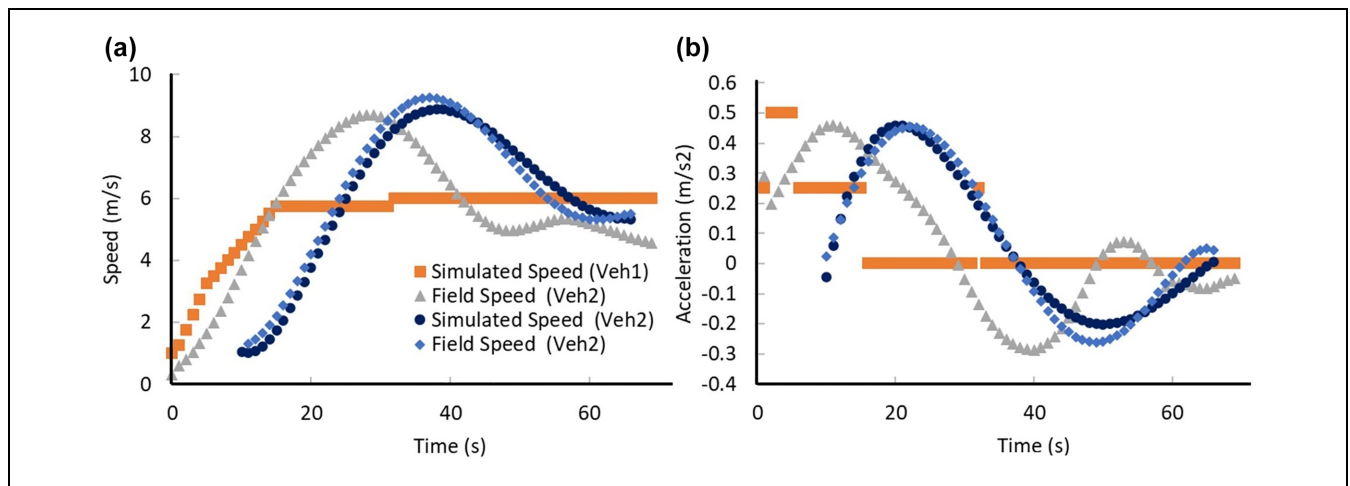 (a)
10
8
6
4
2
0
Speed (m/s)
Simulated Speed (Veh1)
Field Speed (Veh2)
Simulated Speed (Veh2)
Field Speed (Veh2)
0 20 40 60
Time (s)
(b)
0.6
0.5
0.4
0.3
0.2
0.1
0
-0.1
-0.2
-0.3
-0.4
Acceleration (m/s2)
0 20 40 60
Time (s)